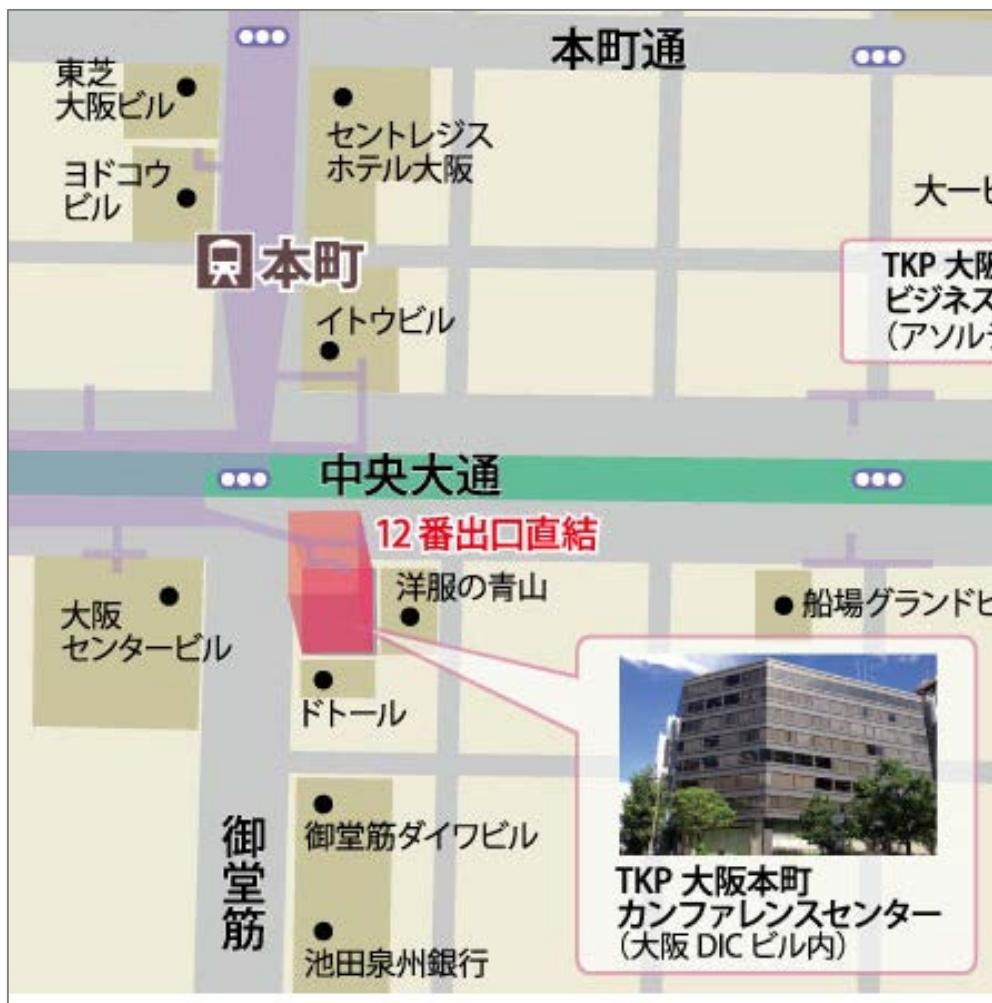 本町通
東芝
大阪ビル
セントレジス
ホテル大阪
ヨドコウ
ビル
大一ビ
本町
TKP 大阪
ビジネス
(アソルテ
イトウビル
中央大通
12番出口直結
洋服の青山
大阪
センタービル
船場グランドビ
ドトール
御堂筋
御堂筋ダイワビル
池田泉州銀行
TKP 大阪本町
カンファレンスセンター
(大阪 DIC ビル内)